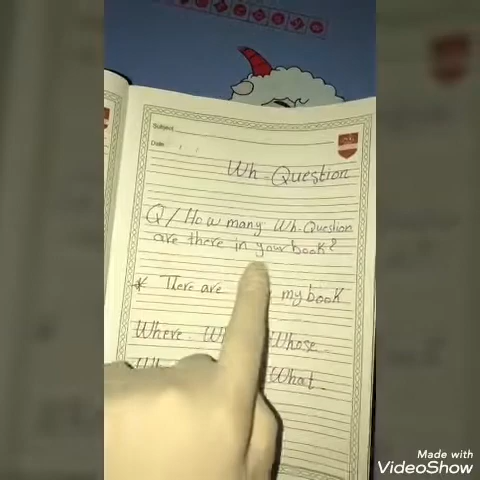 Subject
Date
Wh-Question
Q/ How many Wh-Question
are there in your book?
* There are my book
Where Whose
What
Made with
VideoShow